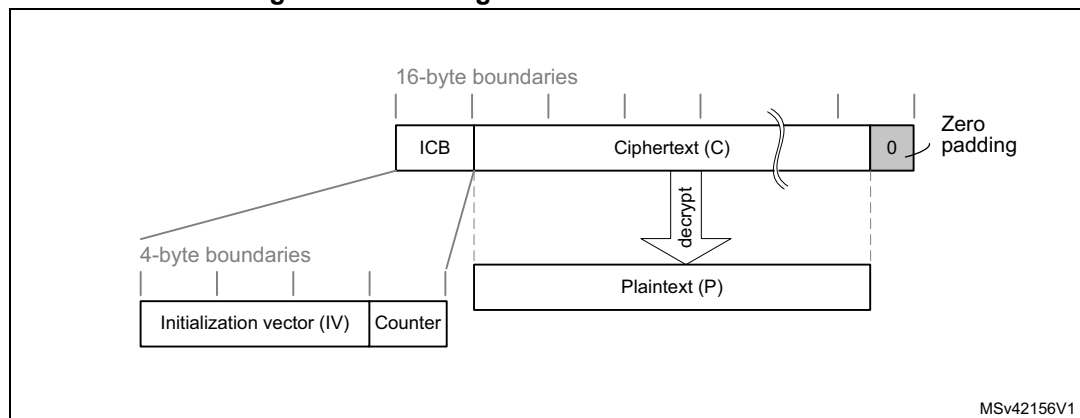 16-byte boundaries
ICB
Ciphertext (C)
0
Zero
padding
decrypt
4-byte boundaries
Plaintext (P)
Initialization vector (IV)
Counter
MSv42156V1